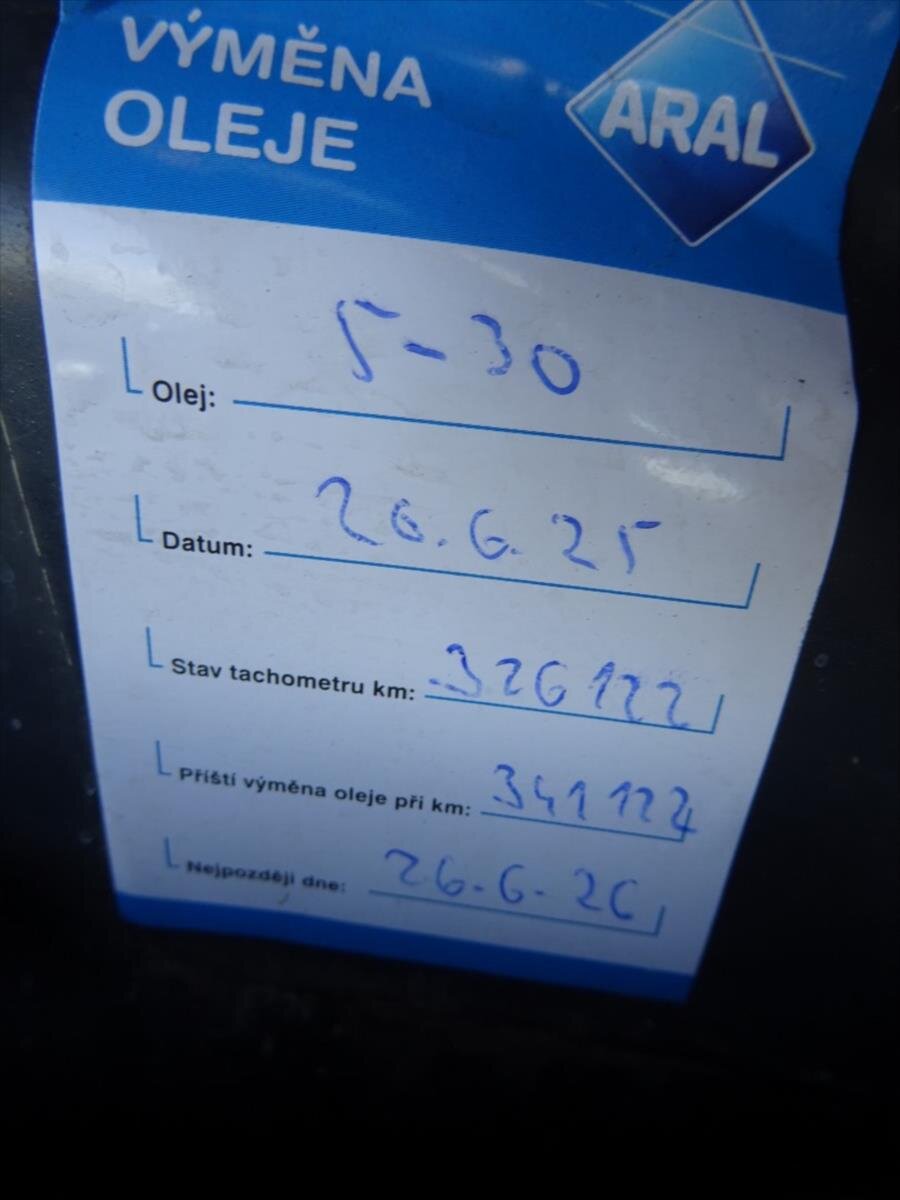 VÝMĚNA
OLEJE
ARAL
Olej: 5-30
Datum: 26.6.25
Stav tachometru km: 326122
Příští výměna oleje při km: 341122
Nejpozději dne: 26.6.26